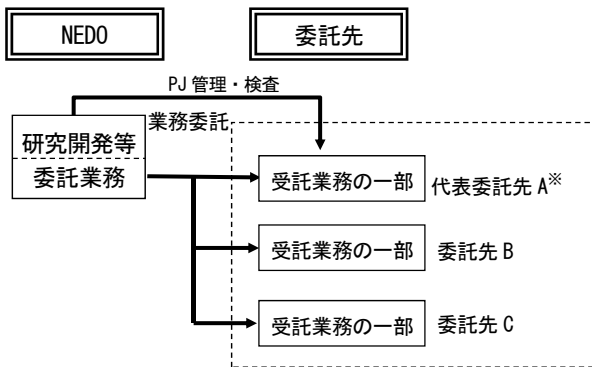 NEDO
委託先
PJ管理・検査
業務委託
研究開発等
委託業務
受託業務の一部
代表委託先A※
受託業務の一部
委託先B
受託業務の一部
委託先C